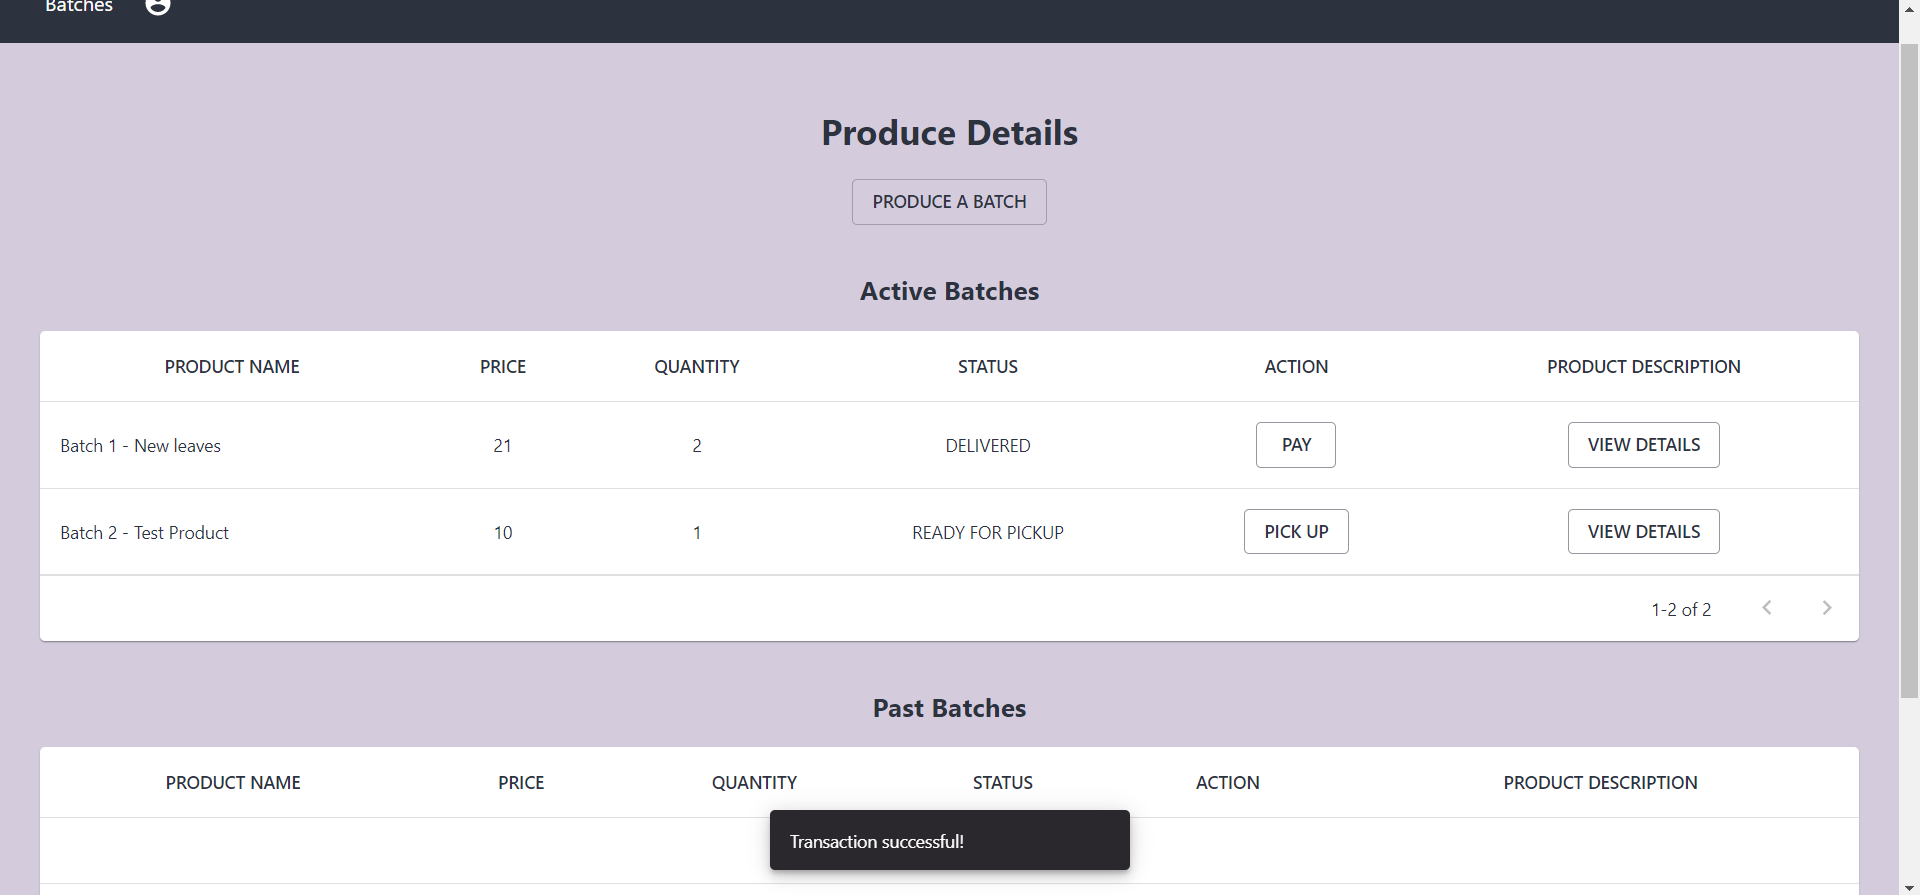 Batches
Produce Details
PRODUCE A BATCH
Active Batches
PRODUCT NAME PRICE QUANTITY STATUS ACTION PRODUCT DESCRIPTION
Batch 1 - New leaves 21 2 DELIVERED PAY VIEW DETAILS
Batch 2 - Test Product 10 1 READY FOR PICKUP PICK UP VIEW DETAILS
1-2 of 2
Past Batches
PRODUCT NAME PRICE QUANTITY STATUS ACTION PRODUCT DESCRIPTION
Transaction successful!